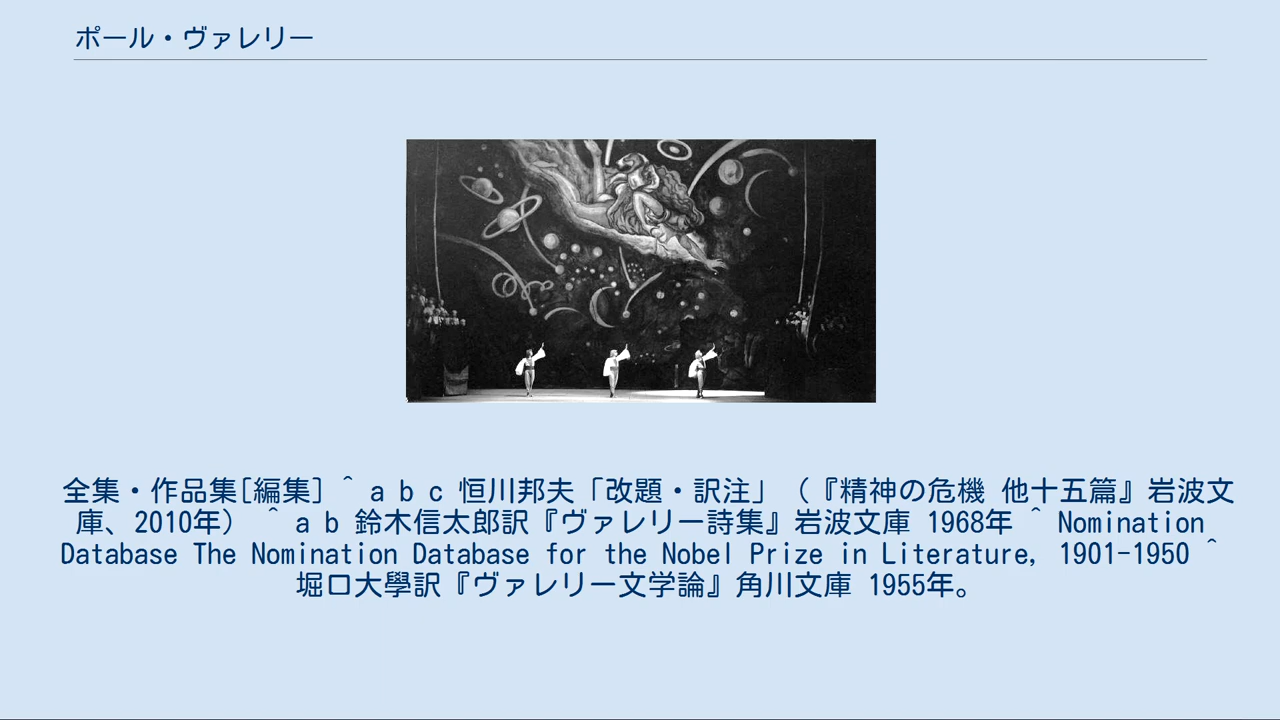 ポール・ヴァレリー
全集・作品集[編集] ^ a b c 恒川邦夫「改題・訳注」（『精神の危機 他十五篇』岩波文
庫、2010年） ^ a b 鈴木信太郎訳『ヴァレリー詩集』岩波文庫 1968年 ^ Nomination
Database The Nomination Database for the Nobel Prize in Literature, 1901-1950 ^
堀口大學訳『ヴァレリー文学論』角川文庫 1955年。